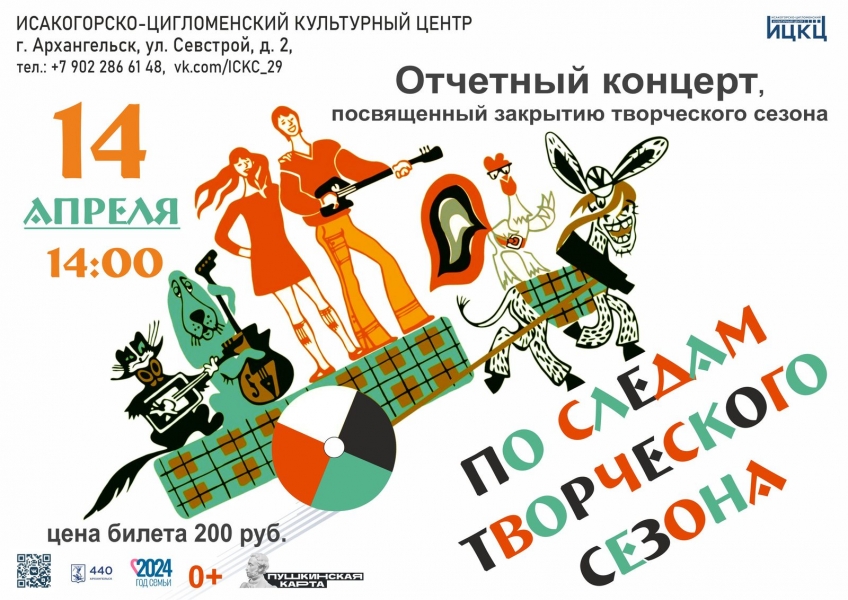 ИСАКОГОРСКО-ЦИГЛОМЕНСКИЙ КУЛЬТУРНЫЙ ЦЕНТР
г. Архангельск, ул. Севстрой, д. 2,
тел.: +7 902 286 61 48, vk.com/ICKC_29
ИЦКЦ
Отчетный концерт,
посвященный закрытию творческого сезона
14
АПРЕЛЯ
14:00
ПО СЛЕДАМ
ТВОРЧЕСКОГО
СЕЗОНА
цена билета 200 руб.
440
2024
ГОД СЕМЬИ
0+
ПУШКИНСКАЯ
КАРТА